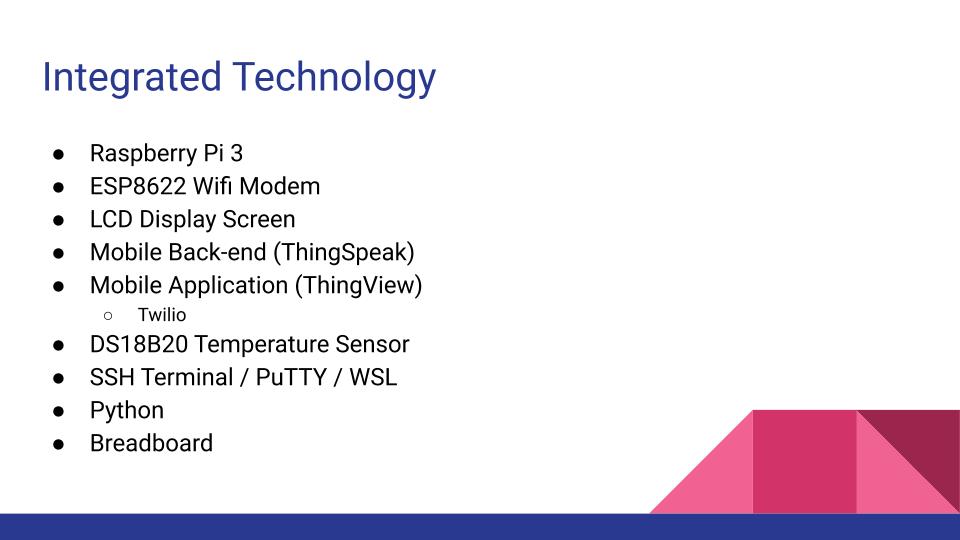 Integrated Technology
● Raspberry Pi 3
● ESP8622 Wifi Modem
● LCD Display Screen
● Mobile Back-end (ThingSpeak)
● Mobile Application (ThingView)
○ Twilio
● DS18B20 Temperature Sensor
● SSH Terminal / PuTTY / WSL
● Python
● Breadboard